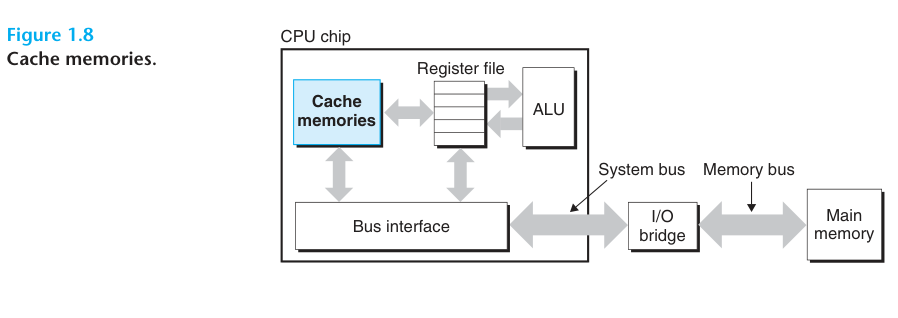 Figure 1.8
Cache memories.
CPU chip
Register file
Cache
memories
ALU
System bus
Memory bus
Bus interface
I/O
bridge
Main
memory